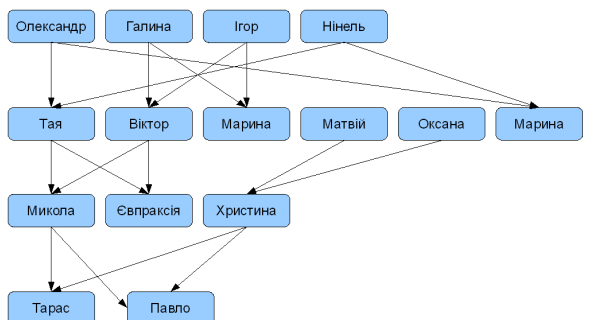 Олександр
Галина
Ігор
Нінель
Тая
Віктор
Марина
Матвій
Оксана
Марина
Микола
Євпраксія
Христина
Тарас
Павло